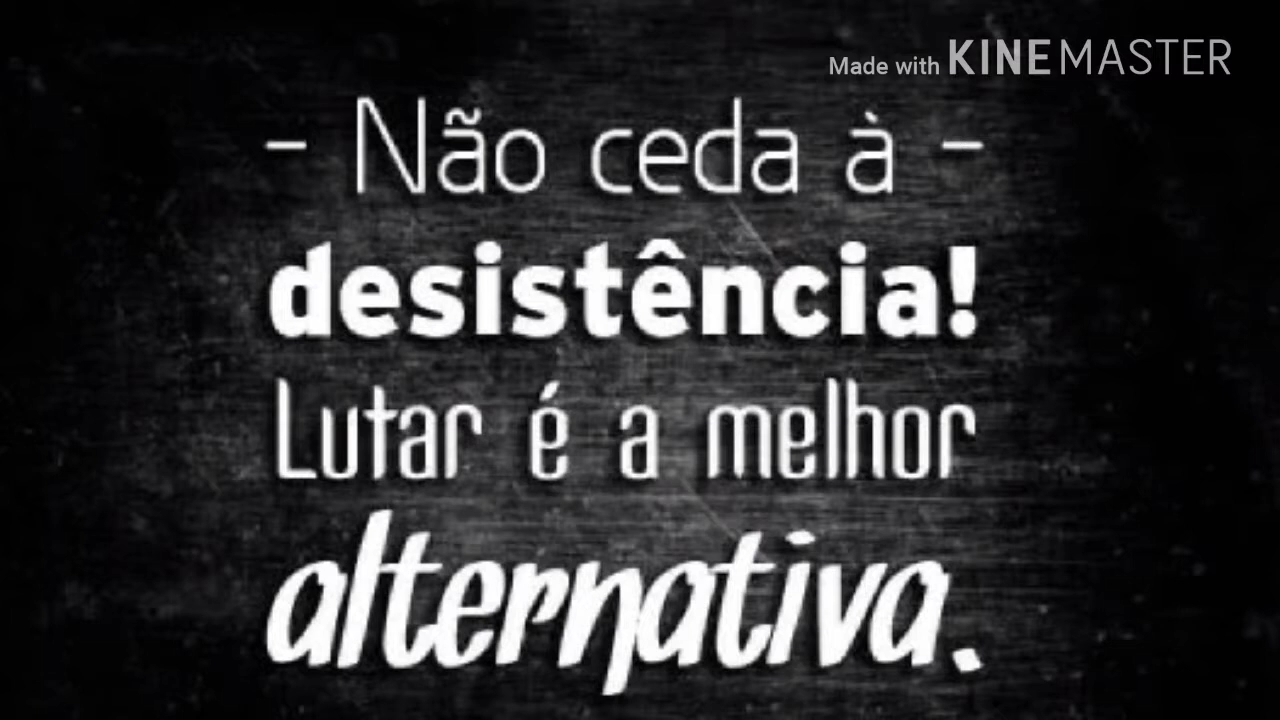 Made with KINEMASTER
- Não ceda à -
desistência!
Lutar é a melhor
alternativa.